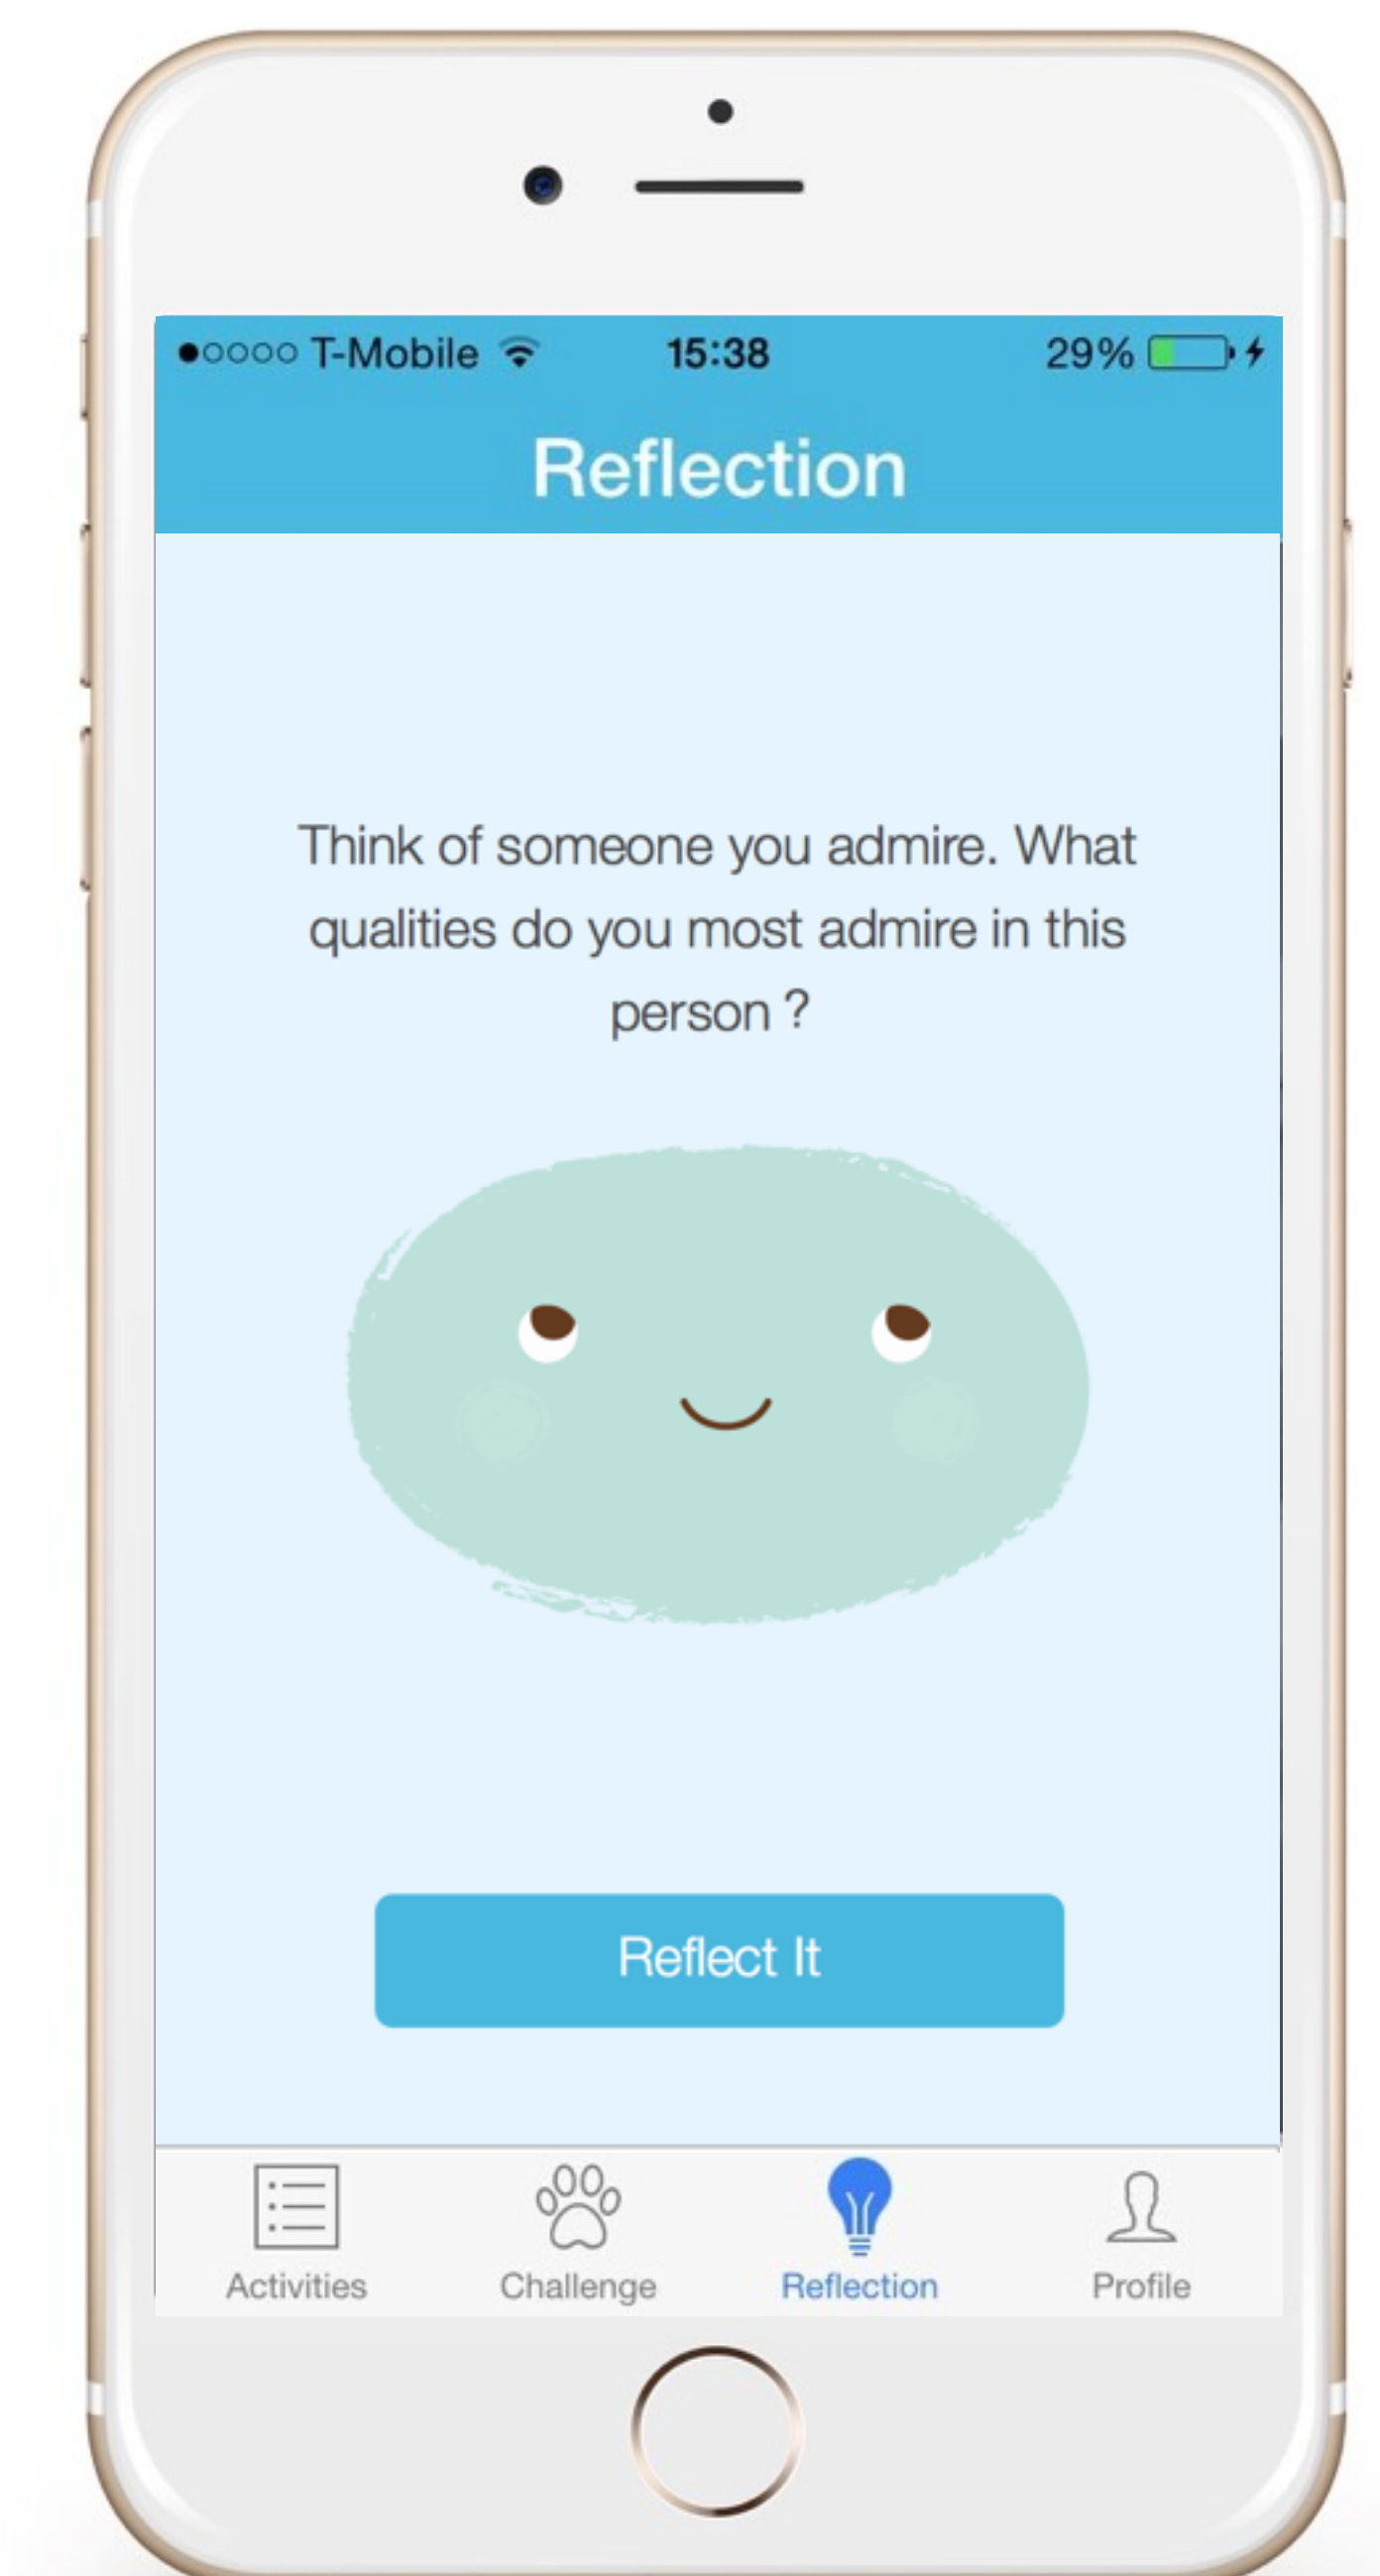 T-Mobile 15:38 29%
Reflection
Think of someone you admire. What
qualities do you most admire in this
person ?
Reflect It
Activities Challenge Reflection Profile